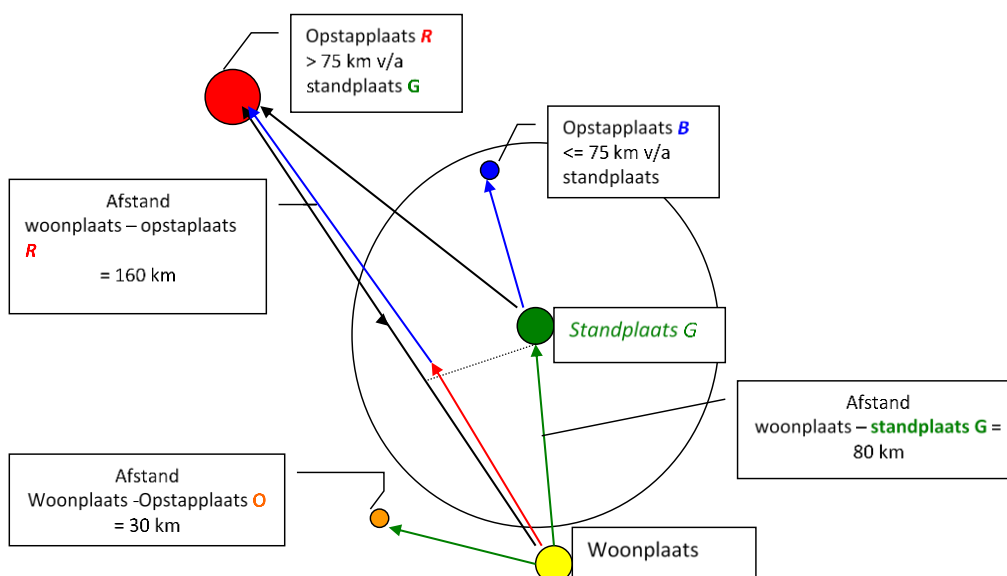 Opstapplaats R
> 75 km v/a
standplaats G
Opstapplaats B
<= 75 km v/a
standplaats
Afstand
woonplaats – opstaplaats
R
= 160 km
Standplaats G
Afstand
woonplaats – standplaats G =
80 km
Afstand
Woonplaats -Opstapplaats O
= 30 km
Woonplaats